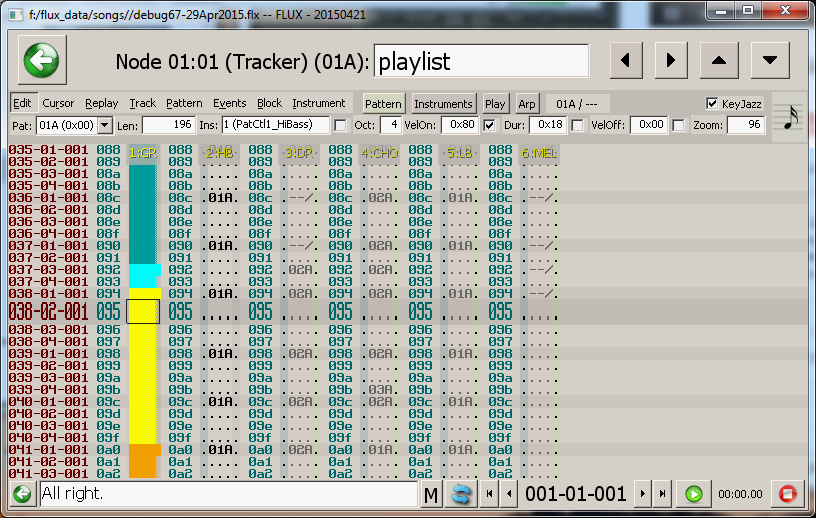 f:/flux_data/songs//debug67-29Apr2015.flx -- FLUX - 20150421
Node 01:01 (Tracker) (01A): playlist
Edit Cursor Replay Track Pattern Events Block Instrument Pattern Instruments Play Arp 01A / --- KeyJazz
Pat: 01A (0x00) Len: 196 Ins: 1 (PatCtl1_HiBass) Oct: 4 VelOn: 0x80 Dur: 0x18 VelOff: 0x00 Zoom: 96
035-01-001 088 1:GR 088 2:HB 088 3:DR 088 4:CHO 088 5:LB 088 6:MEL
035-02-001 089 089 ..... 089 ..... 089 ..... 089 ..... 089 .....
035-03-001 08a 08a ..... 08a ..... 08a ..... 08a ..... 08a .....
035-04-001 08b 08b ..... 08b ..... 08b ..... 08b ..... 08b .....
036-01-001 08c 08c .01A. 08c .--/. 08c .02A. 08c .01A. 08c .--/.
036-02-001 08d 08d ..... 08d ..... 08d ..... 08d ..... 08d .....
036-03-001 08e 08e ..... 08e ..... 08e ..... 08e ..... 08e .....
036-04-001 08f 08f ..... 08f ..... 08f ..... 08f ..... 08f .....
037-01-001 090 090 .01A. 090 .--/. 090 .02A. 090 .01A. 090 .--/.
037-02-001 091 091 ..... 091 ..... 091 ..... 091 ..... 091 .....
037-03-001 092 092 ..... 092 .02A. 092 .02A. 092 .01A. 092 .--/.
037-04-001 093 093 ..... 093 ..... 093 ..... 093 ..... 093 .....
038-01-001 094 094 .01A. 094 .02A. 094 .02A. 094 .01A. 094 .--/.
038-02-001 095 095 ..... 095 ..... 095 ..... 095 ..... 095 .....
038-03-001 096 096 ..... 096 ..... 096 ..... 096 ..... 096 .....
038-04-001 097 097 ..... 097 ..... 097 ..... 097 ..... 097 .....
039-01-001 098 098 .01A. 098 .02A. 098 .02A. 098 .01A. 098 .....
039-02-001 099 099 ..... 099 ..... 099 ..... 099 ..... 099 .....
039-03-001 09a 09a ..... 09a ..... 09a ..... 09a ..... 09a .....
039-04-001 09b 09b ..... 09b ..... 09b .03A. 09b ..... 09b .....
040-01-001 09c 09c .01A. 09c .02A. 09c .02A. 09c .01A. 09c .....
040-02-001 09d 09d ..... 09d ..... 09d ..... 09d ..... 09d .....
040-03-001 09e 09e ..... 09e ..... 09e ..... 09e ..... 09e .....
040-04-001 09f 09f ..... 09f ..... 09f ..... 09f ..... 09f .....
041-01-001 0a0 0a0 .01A. 0a0 .02A. 0a0 .01A. 0a0 .01A. 0a0 .....
041-02-001 0a1 0a1 ..... 0a1 ..... 0a1 ..... 0a1 ..... 0a1 .....
041-03-001 0a2 0a2 ..... 0a2 ..... 0a2 ..... 0a2 ..... 0a2 .....
All right. M 001-01-001 00:00.00